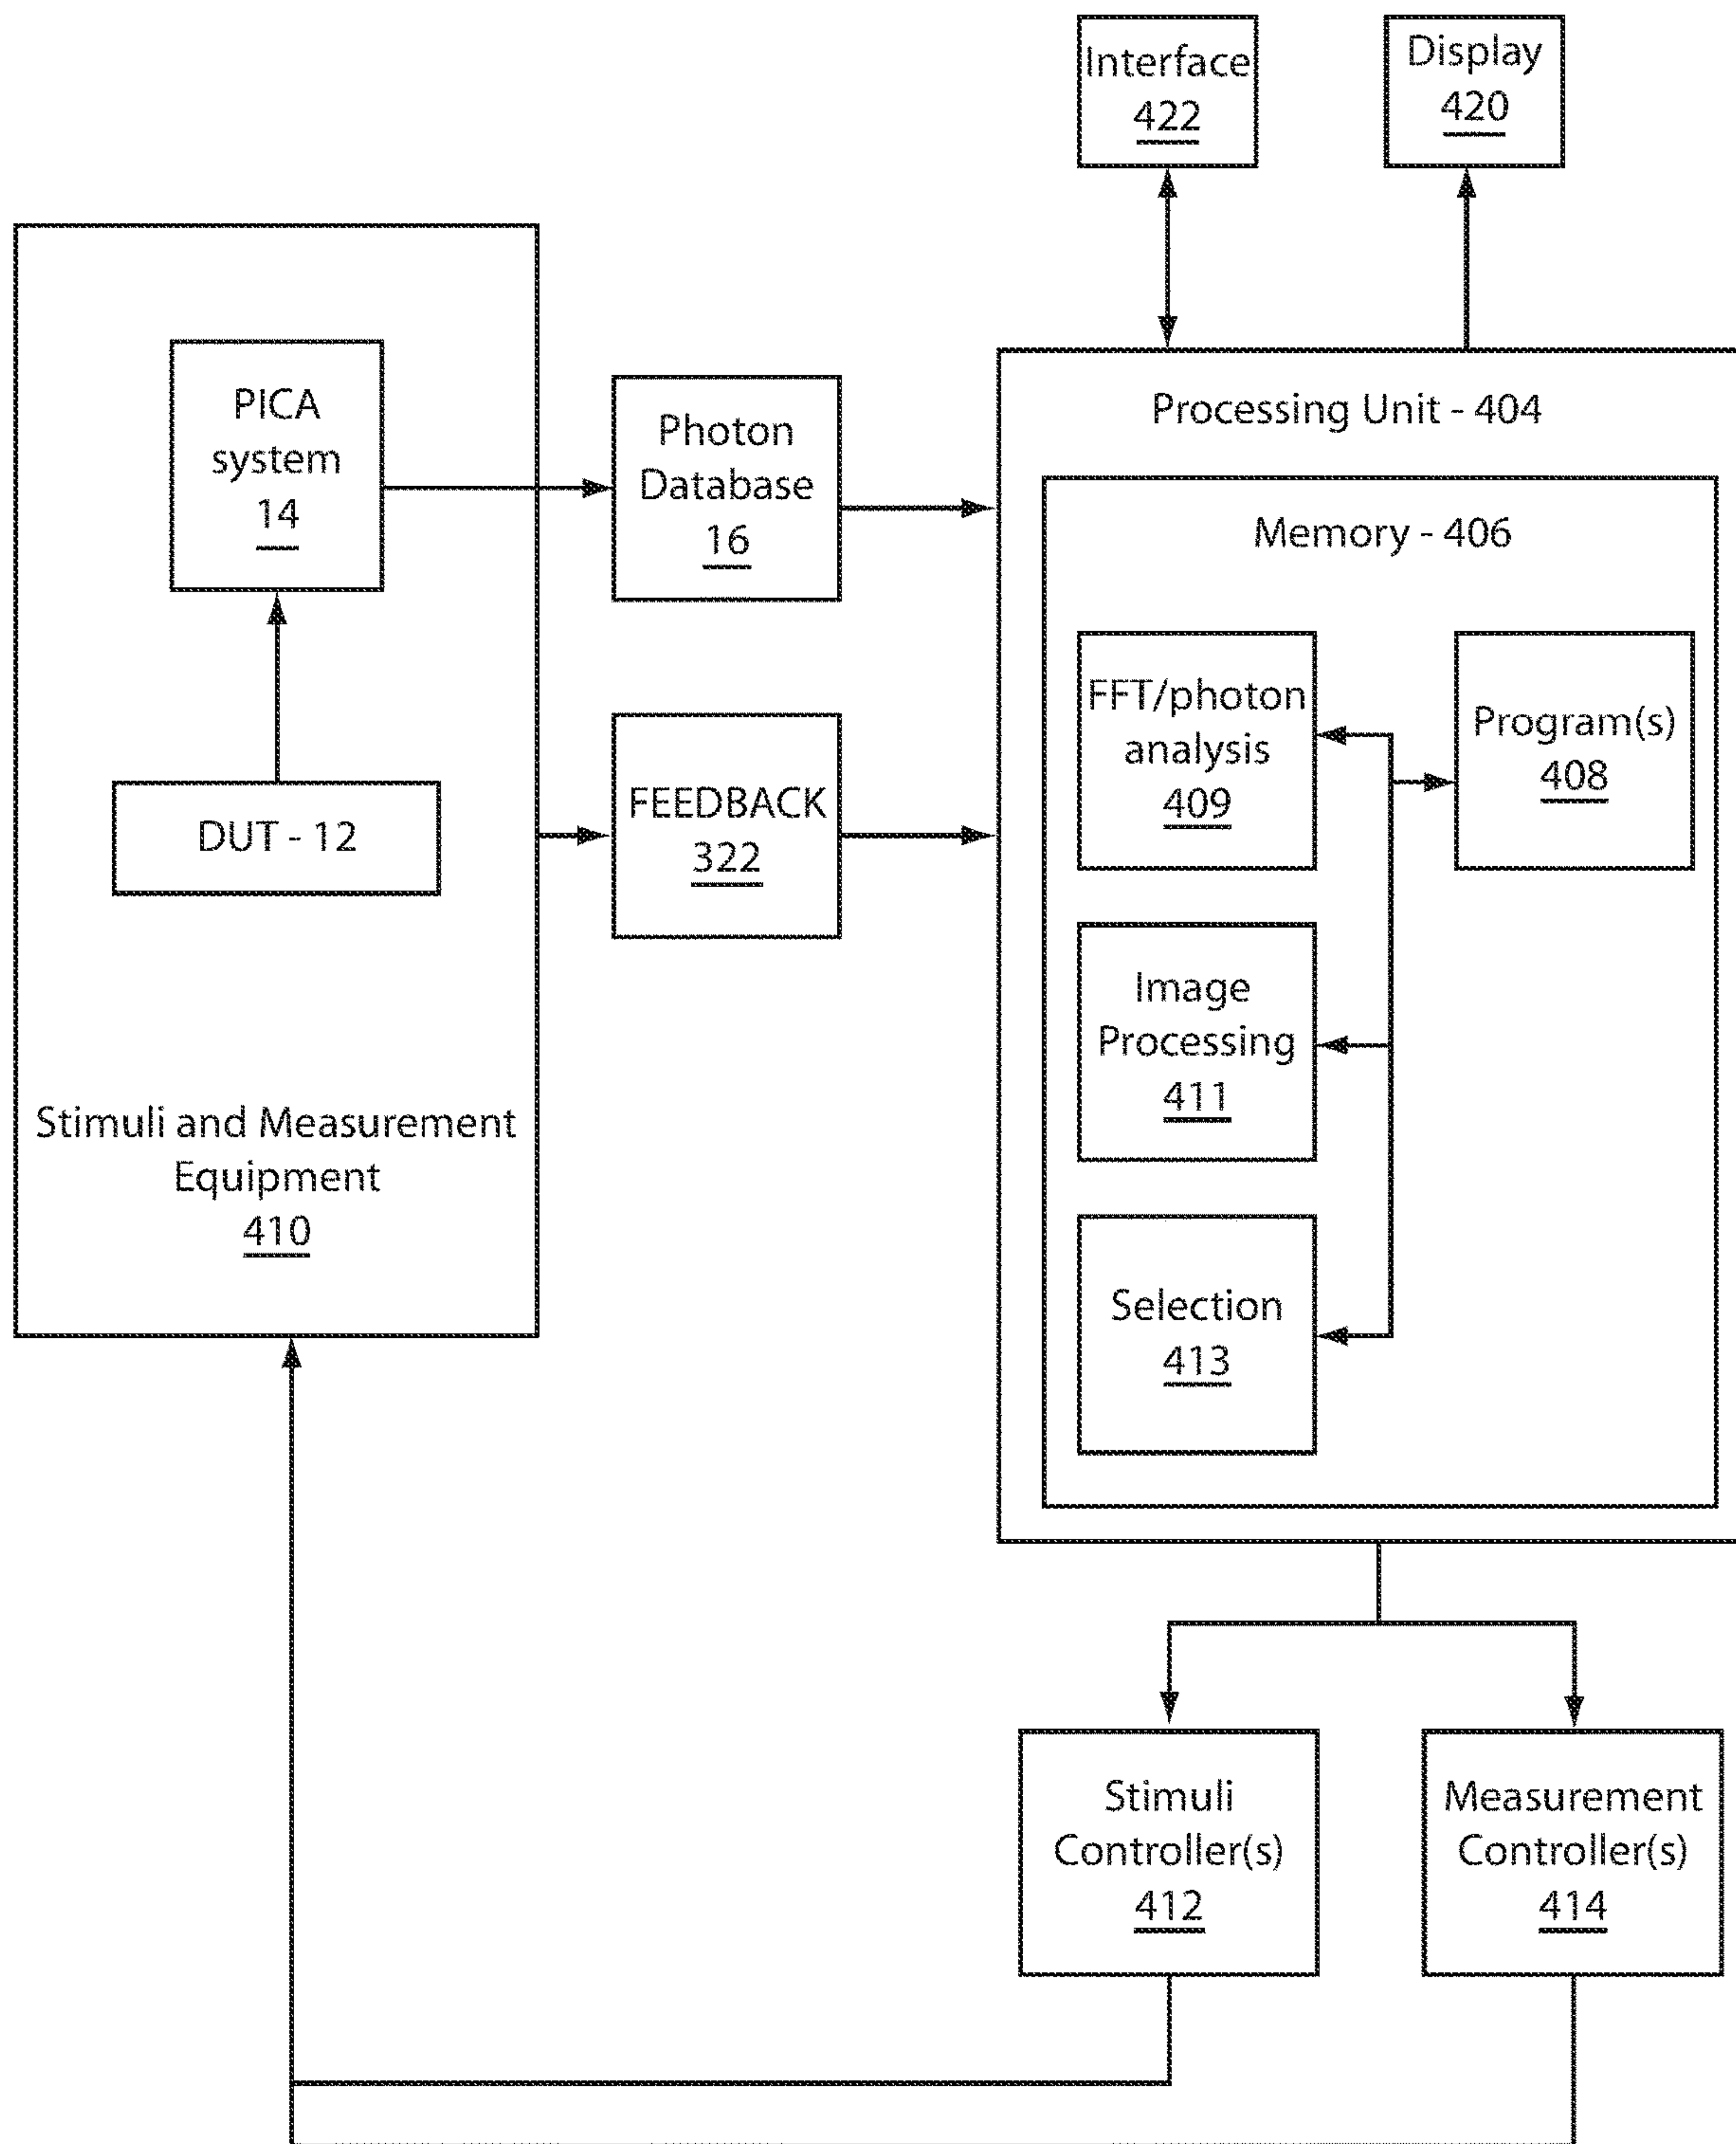 Interface
422
Display
420
PICA
system
14
DUT - 12
Stimuli and Measurement
Equipment
410
Photon
Database
16
FEEDBACK
322
Processing Unit - 404
Memory - 406
FFT/photon
analysis
409
Program(s)
408
Image
Processing
411
Selection
413
Stimuli
Controller(s)
412
Measurement
Controller(s)
414